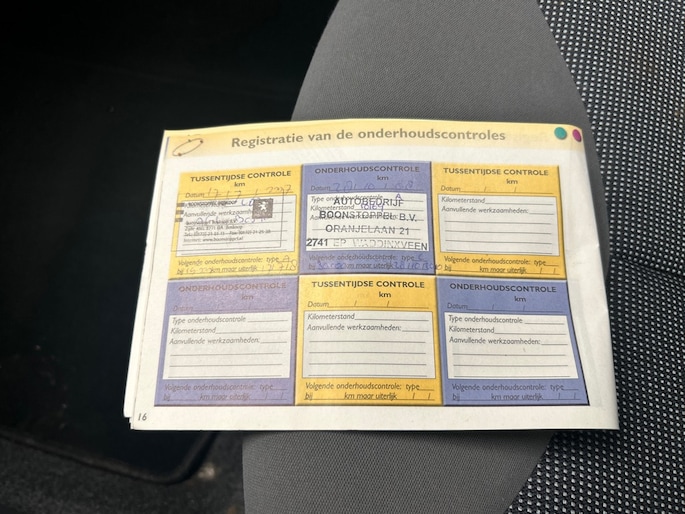 Registratie van de onderhoudscontroles
TUSSENTIJDSE CONTROLE
km
Datum
Aanvullende werkzaamheden:
Volgende onderhoudscontrole: type A
km maar uiterlijk
ONDERHOUDSCONTROLE
km
Datum
Type onderhoudscontrole A
Kilometerstand
AUTOBEDRIJF
BOONSTOPPEL B.V.
ORANJELAAN 21
2741 EP WADDINXVEEN
Volgende onderhoudscontrole: type
bij 30.000 km maar uiterlijk
TUSSENTIJDSE CONTROLE
km
Datum / /
Kilometerstand
Aanvullende werkzaamheden:
Volgende onderhoudscontrole: type
bij km maar uiterlijk / /
ONDERHOUDSCONTROLE
km
Datum / /
Type onderhoudscontrole
Kilometerstand
Aanvullende werkzaamheden:
Volgende onderhoudscontrole: type
bij km maar uiterlijk / /
TUSSENTIJDSE CONTROLE
km
Datum / /
Kilometerstand
Aanvullende werkzaamheden:
Volgende onderhoudscontrole: type
bij km maar uiterlijk / /
ONDERHOUDSCONTROLE
km
Datum / /
Type onderhoudscontrole
Kilometerstand
Aanvullende werkzaamheden:
Volgende onderhoudscontrole: type
bij km maar uiterlijk / /
16